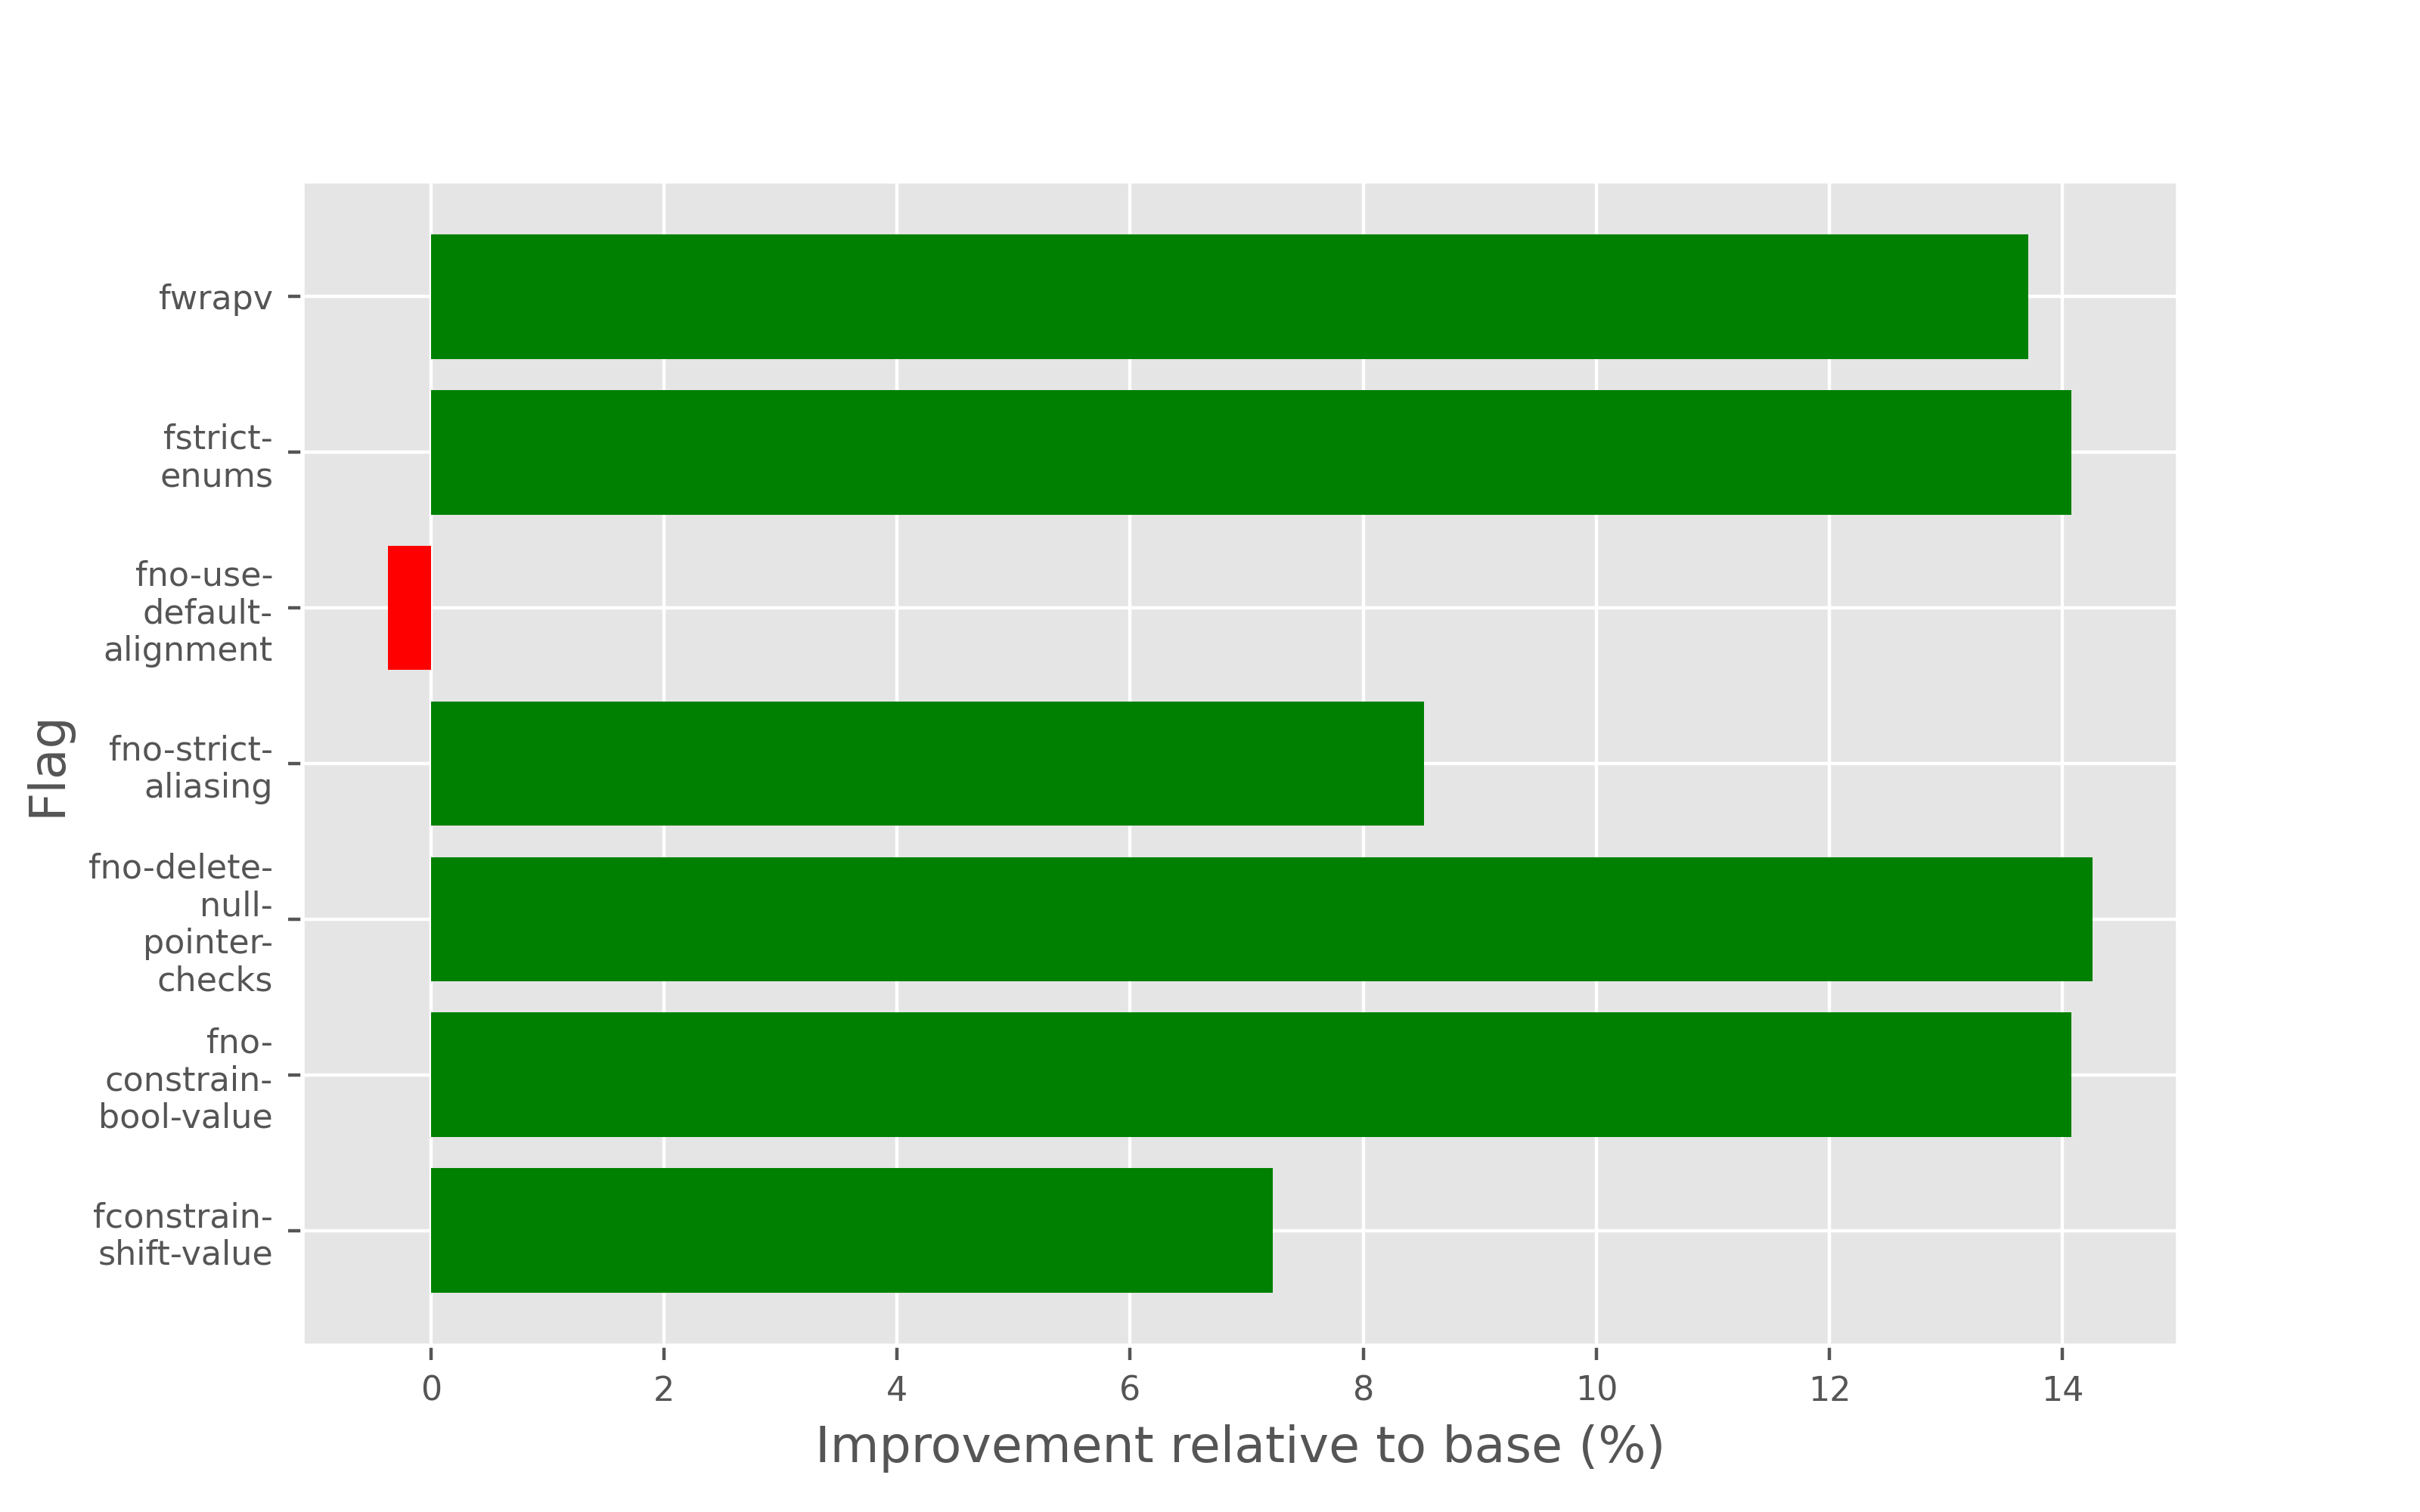 fwrapv
fstrict-
enums
fno-use-
default-
alignment
fno-strict-
aliasing
fno-delete-
null-
pointer-
checks
fno-
constrain-
bool-value
fconstrain-
shift-value
Flag
0 2 4 6 8 10 12 14
Improvement relative to base (%)